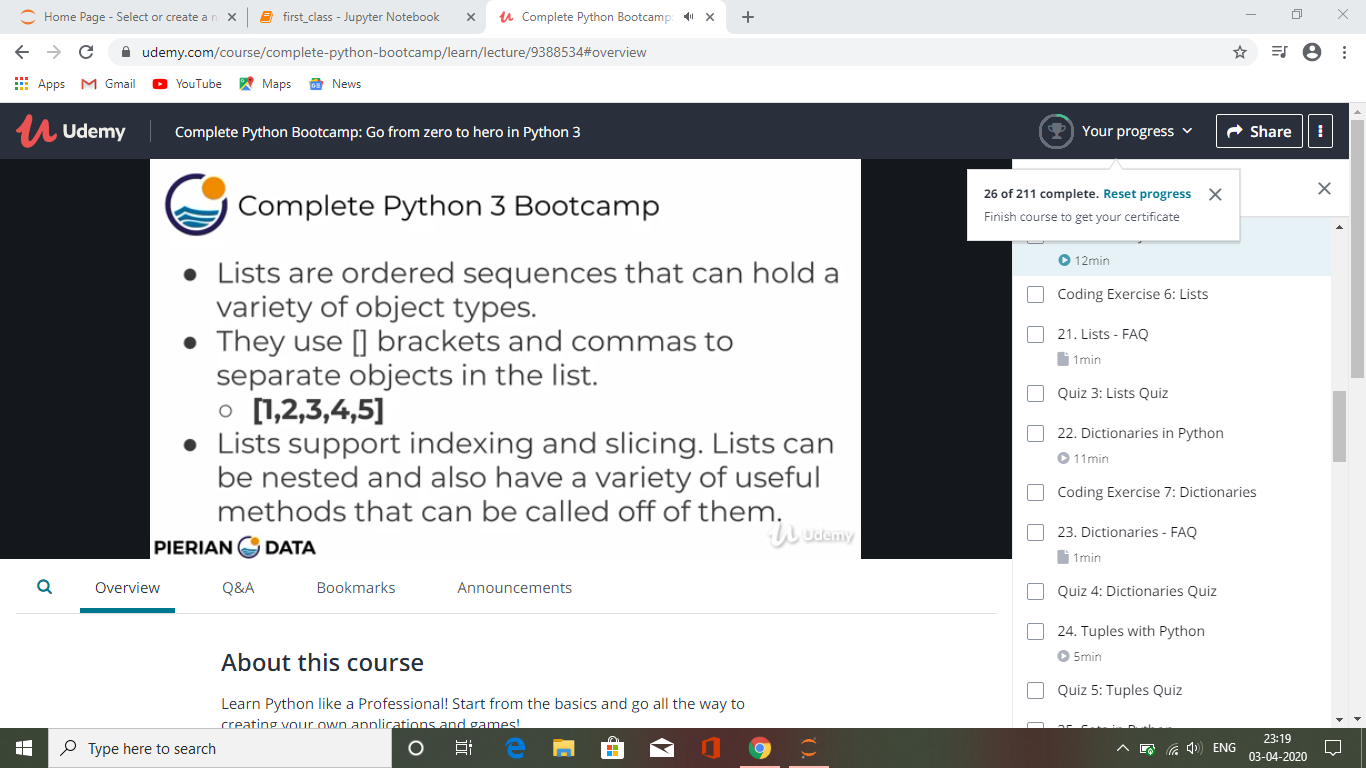 Home Page - Select or create a n
first_class - Jupyter Notebook
Complete Python Bootcamp:
udemy.com/course/complete-python-bootcamp/learn/lecture/9388534#overview
Apps
Gmail
YouTube
Maps
News
Udemy
Complete Python Bootcamp: Go from zero to hero in Python 3
Your progress
Share
26 of 211 complete. Reset progress
Finish course to get your certificate
Complete Python 3 Bootcamp
● Lists are ordered sequences that can hold a
variety of object types.
● They use [] brackets and commas to
separate objects in the list.
○ [1,2,3,4,5]
● Lists support indexing and slicing. Lists can
be nested and also have a variety of useful
methods that can be called off of them.
Udemy
PIERIAN DATA
12min
Coding Exercise 6: Lists
21. Lists - FAQ
1min
Quiz 3: Lists Quiz
22. Dictionaries in Python
11min
Coding Exercise 7: Dictionaries
23. Dictionaries - FAQ
1min
Quiz 4: Dictionaries Quiz
24. Tuples with Python
5min
Quiz 5: Tuples Quiz
25. Sets in Python
Overview
Q&A
Bookmarks
Announcements
About this course
Learn Python like a Professional! Start from the basics and go all the way to
creating your own applications and games!
Type here to search
ENG
23:19
03-04-2020